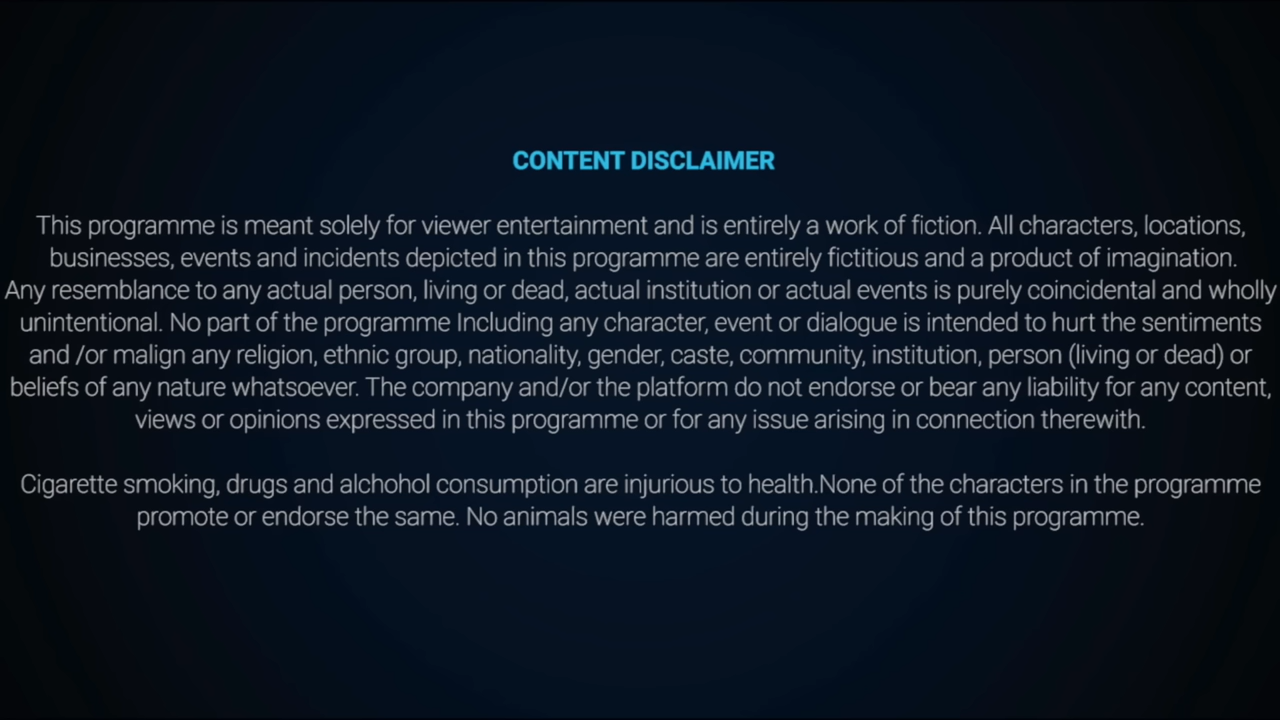 CONTENT DISCLAIMER
This programme is meant solely for viewer entertainment and is entirely a work of fiction. All characters, locations,
businesses, events and incidents depicted in this programme are entirely fictitious and a product of imagination.
Any resemblance to any actual person, living or dead, actual institution or actual events is purely coincidental and wholly
unintentional. No part of the programme Including any character, event or dialogue is intended to hurt the sentiments
and /or malign any religion, ethnic group, nationality, gender, caste, community, institution, person (living or dead) or
beliefs of any nature whatsoever. The company and/or the platform do not endorse or bear any liability for any content,
views or opinions expressed in this programme or for any issue arising in connection therewith.
Cigarette smoking, drugs and alchohol consumption are injurious to health.None of the characters in the programme
promote or endorse the same. No animals were harmed during the making of this programme.